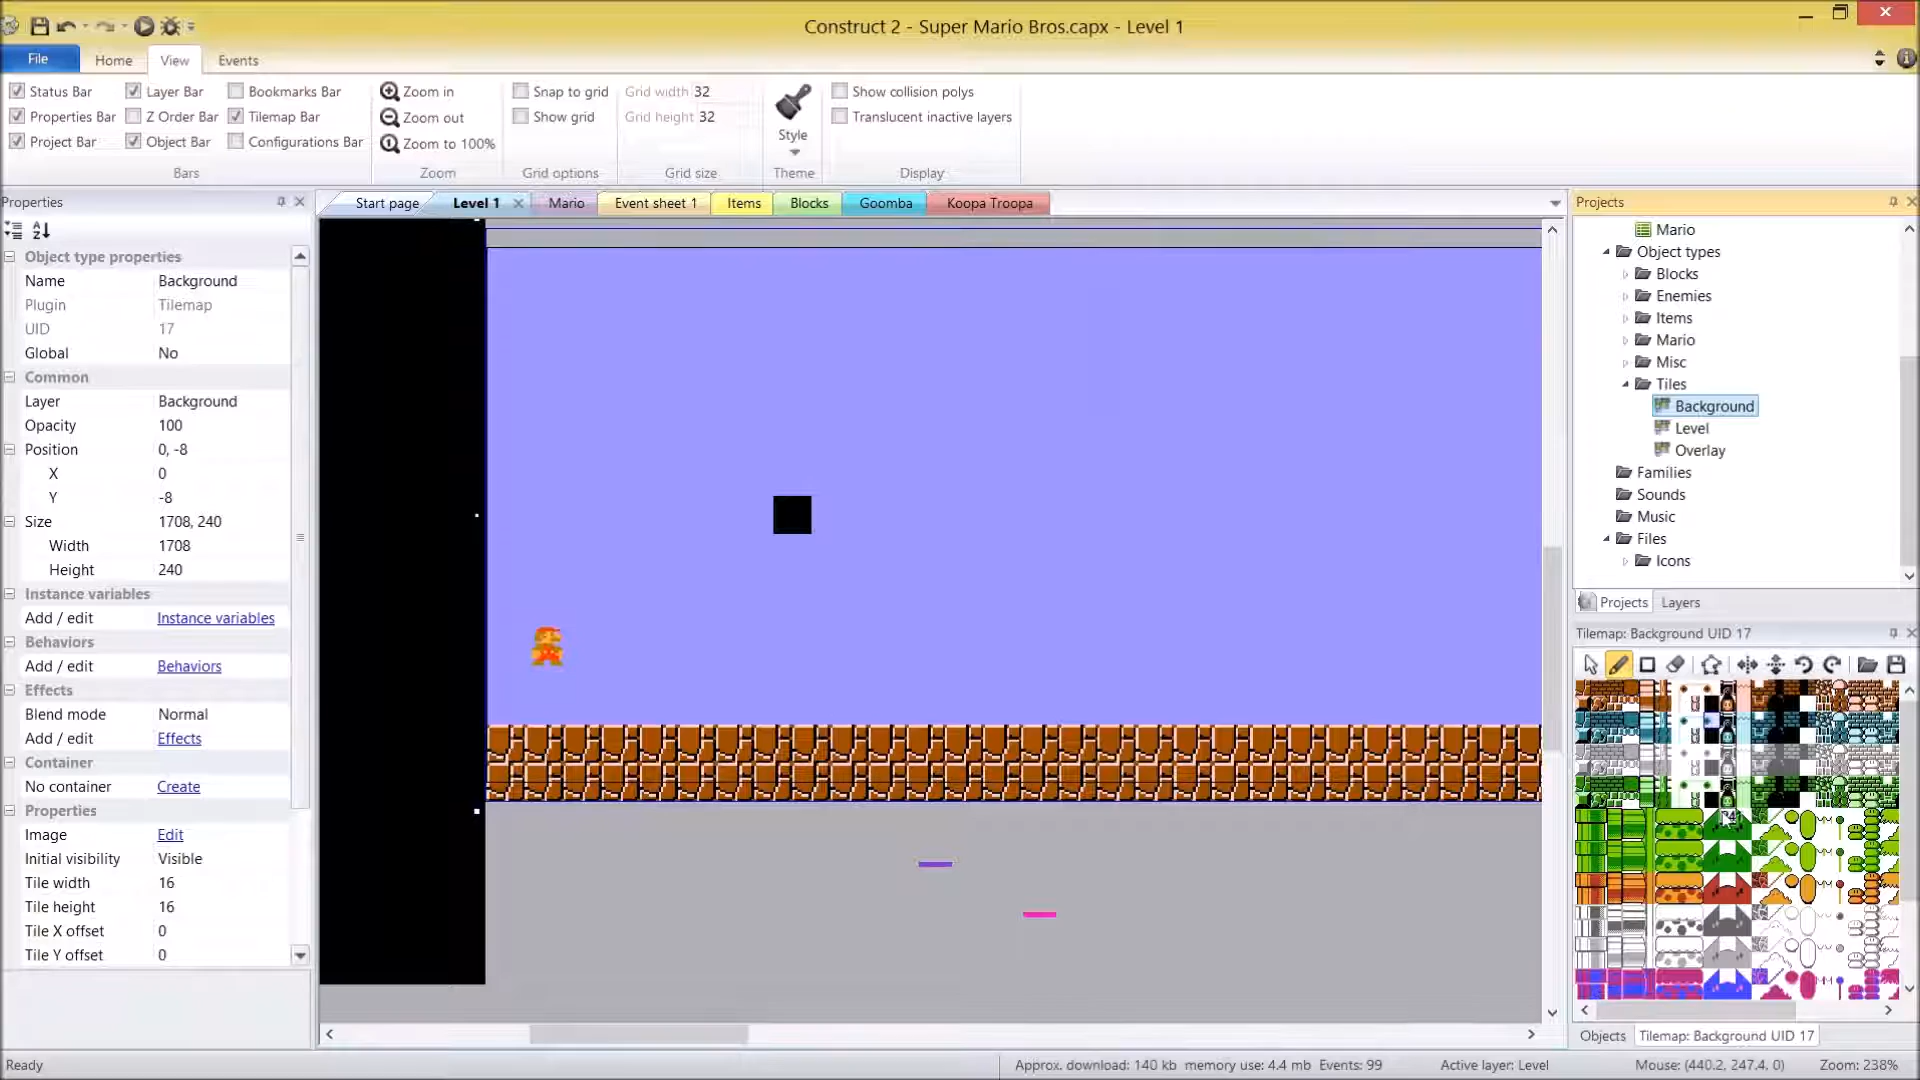 Construct 2 - Super Mario Bros.capx - Level 1
File
Home
View
Events
Status Bar
Layer Bar
Bookmarks Bar
Properties Bar
Z Order Bar
Tilemap Bar
Project Bar
Object Bar
Configurations Bar
Bars
Zoom in
Zoom out
Zoom to 100%
Zoom
Snap to grid
Show grid
Grid options
Grid width 32
Grid height 32
Grid size
Style
Theme
Show collision polys
Translucent inactive layers
Display
Properties
Start page
Level 1
Mario
Event sheet 1
Items
Blocks
Goomba
Koopa Troopa
Projects
Object type properties
Name Background
Plugin Tilemap
UID 17
Global No
Common
Layer Background
Opacity 100
Position 0, -8
X 0
Y -8
Size 1708, 240
Width 1708
Height 240
Instance variables
Add / edit Instance variables
Behaviors
Add / edit Behaviors
Effects
Blend mode Normal
Add / edit Effects
Container
No container Create
Properties
Image Edit
Initial visibility Visible
Tile width 16
Tile height 16
Tile X offset 0
Tile Y offset 0
Mario
Object types
Blocks
Enemies
Items
Mario
Misc
Tiles
Background
Level
Overlay
Families
Sounds
Music
Files
Icons
Projects
Layers
Tilemap: Background UID 17
Objects
Tilemap: Background UID 17
Ready
Approx. download: 140 kb memory use: 4.4 mb Events: 99
Active layer: Level
Mouse: (440.2, 247.4, 0)
Zoom: 238%